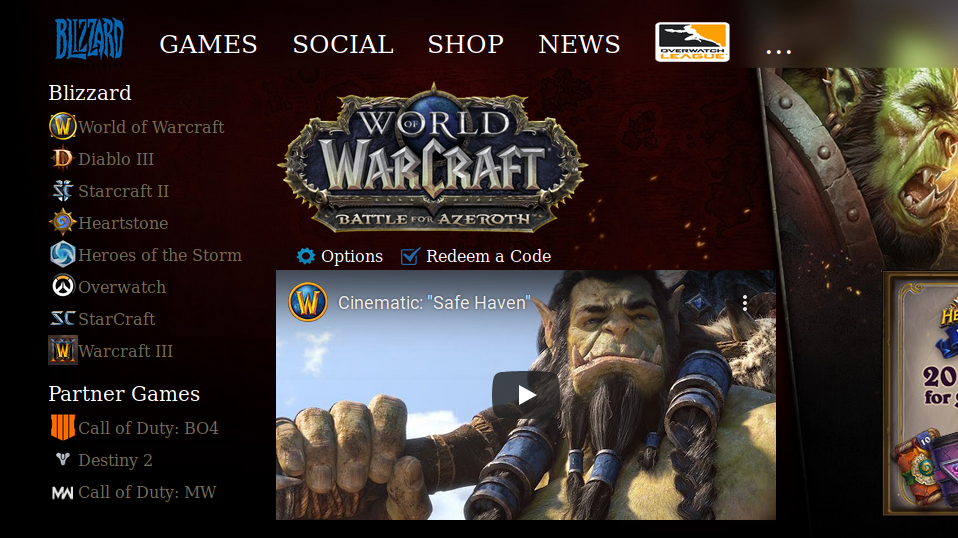 BLIZZARD
GAMES
SOCIAL
SHOP
NEWS
OVERWATCH
LEAGUE
...
Blizzard
World of Warcraft
Diablo III
Starcraft II
Heartstone
Heroes of the Storm
Overwatch
StarCraft
Warcraft III
Partner Games
Call of Duty: BO4
Destiny 2
Call of Duty: MW
WORLD
OF
WARCRAFT
BATTLE FOR AZEROTH
Options
Redeem a Code
Cinematic: "Safe Haven"
20
for
10